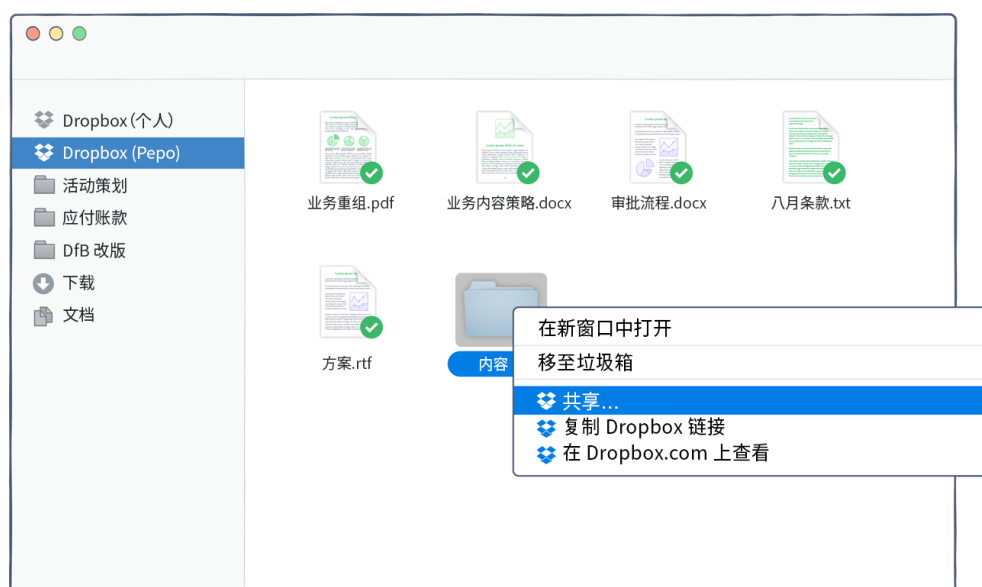 Dropbox(个人)
Dropbox (Pepo)
活动策划
应付账款
DfB 改版
下载
文档
业务重组.pdf
业务内容策略.docx
审批流程.docx
八月条款.txt
方案.rtf
内容
在新窗口中打开
移至垃圾箱
共享...
复制 Dropbox 链接
在 Dropbox.com 上查看